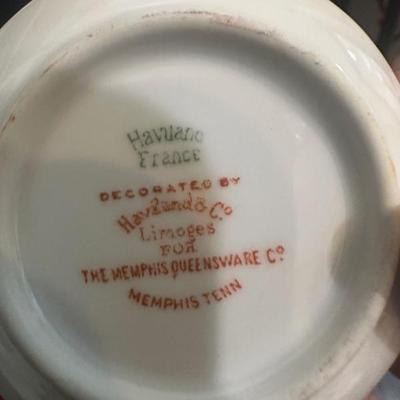 Haviland
France
DECORATED BY
Haviland & Co
Limoges
FOR
THE MEMPHIS QUEENSWARE Co
MEMPHIS TENN